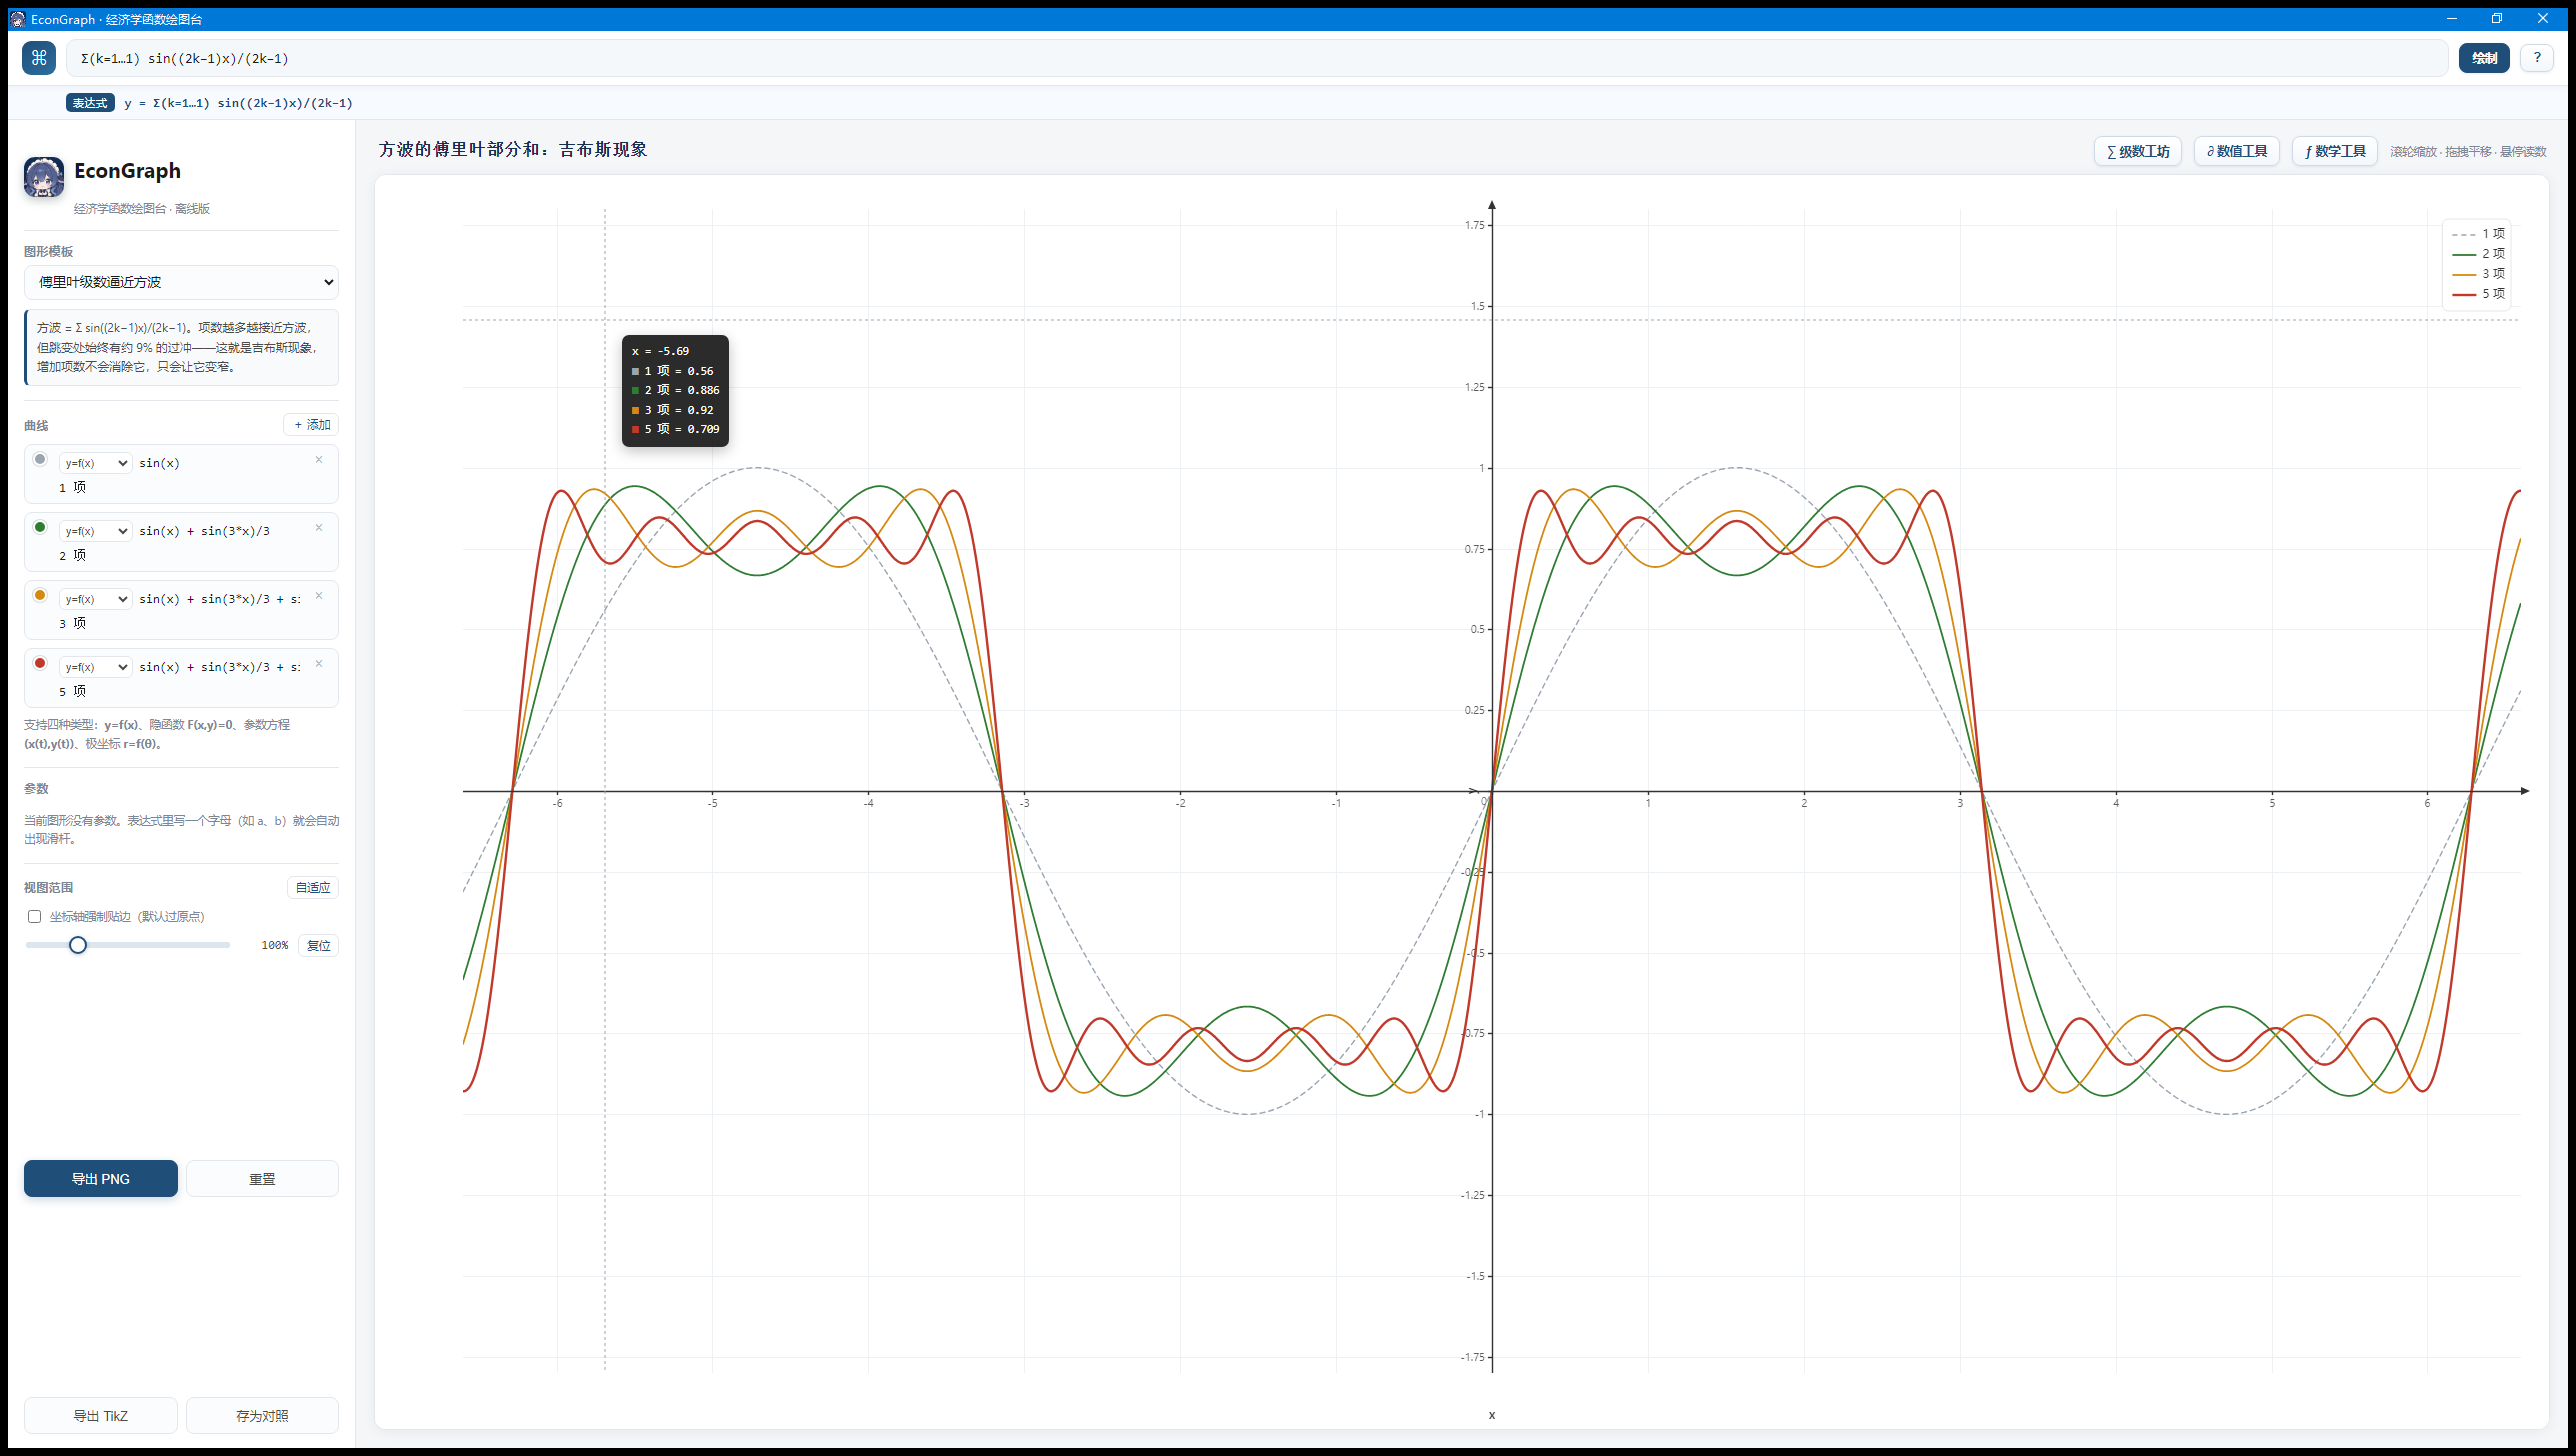 EconGraph · 经济学函数绘图台
⌘
Σ(k=1…1) sin((2k−1)x)/(2k−1)
绘制
?
表达式 y = Σ(k=1…1) sin((2k−1)x)/(2k−1)
EconGraph
经济学函数绘图台 · 离线版
图形模板
傅里叶级数逼近方波
方波 = Σ sin((2k−1)x)/(2k−1)。项数越多越接近方波，
但跳变处始终有约 9% 的过冲——这就是吉布斯现象，
增加项数不会消除它，只会让它变窄。
曲线
+ 添加
y=f(x) sin(x) ×
1 项
y=f(x) sin(x) + sin(3*x)/3 ×
2 项
y=f(x) sin(x) + sin(3*x)/3 + s: ×
3 项
y=f(x) sin(x) + sin(3*x)/3 + s: ×
5 项
支持四种类型：y=f(x)、隐函数 F(x,y)=0、参数方程
(x(t),y(t))、极坐标 r=f(θ)。
参数
当前图形没有参数。表达式里写一个字母（如 a、b）就会自动
出现滑杆。
视图范围
自适应
坐标轴强制贴边（默认过原点）
100%
复位
导出 PNG
重置
导出 TikZ
存为对照
方波的傅里叶部分和：吉布斯现象
∑ 级数工坊
∂ 数值工具
ƒ 数学工具
滚轮缩放 · 拖拽平移 · 悬停读数
1 项
2 项
3 项
5 项
x = -5.69
1 项 = 0.56
2 项 = 0.886
3 项 = 0.92
5 项 = 0.709
1.75
1.5
1.25
1
0.75
0.5
0.25
-6 -5 -4 -3 -2 -1 0 1 2 3 4 5 6
-0.25
-0.5
-0.75
-1
-1.25
-1.5
-1.75
x